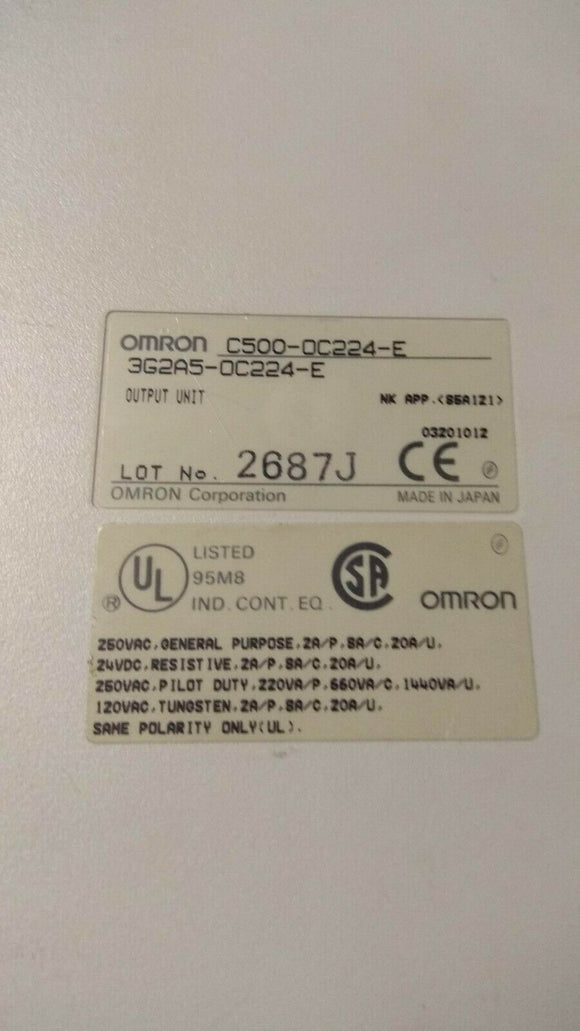 OMRON C500-OC224-E
3G2A5-OC224-E
OUTPUT UNIT
NK APP.<85A121>
03201012
LOT No. 2687J CE
OMRON Corporation MADE IN JAPAN
UL ® LISTED
95M8
IND. CONT. EQ.
SA OMRON
250VAC,GENERAL PURPOSE,2A/P,8A/C,20A/U,
24VDC,RESISTIVE,2A/P,8A/C,20A/U,
250VAC,PILOT DUTY,220VA/P,660VA/C,1440VA/U,
120VAC,TUNGSTEN,2A/P,8A/C,20A/U,
SAME POLARITY ONLY(UL).